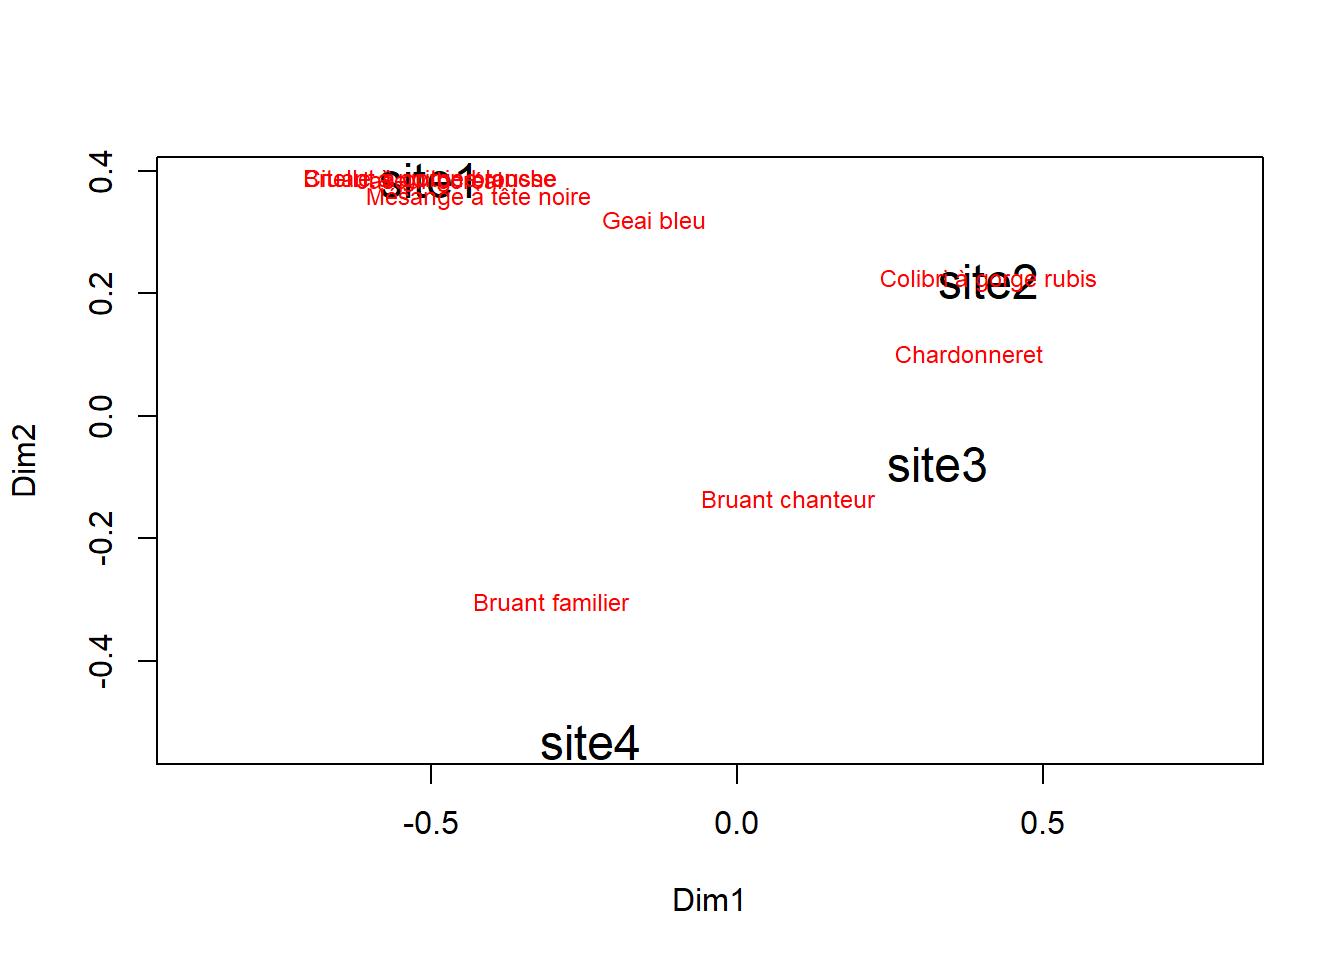 0.4
0.2
0.0
-0.2
-0.4
Dim2
site1
Mésange à tête noire
Geai bleu
site2
Colibri à gorge rubis
Chardonneret
site3
Bruant chanteur
Bruant familier
site4
-0.5
0.0
0.5
Dim1